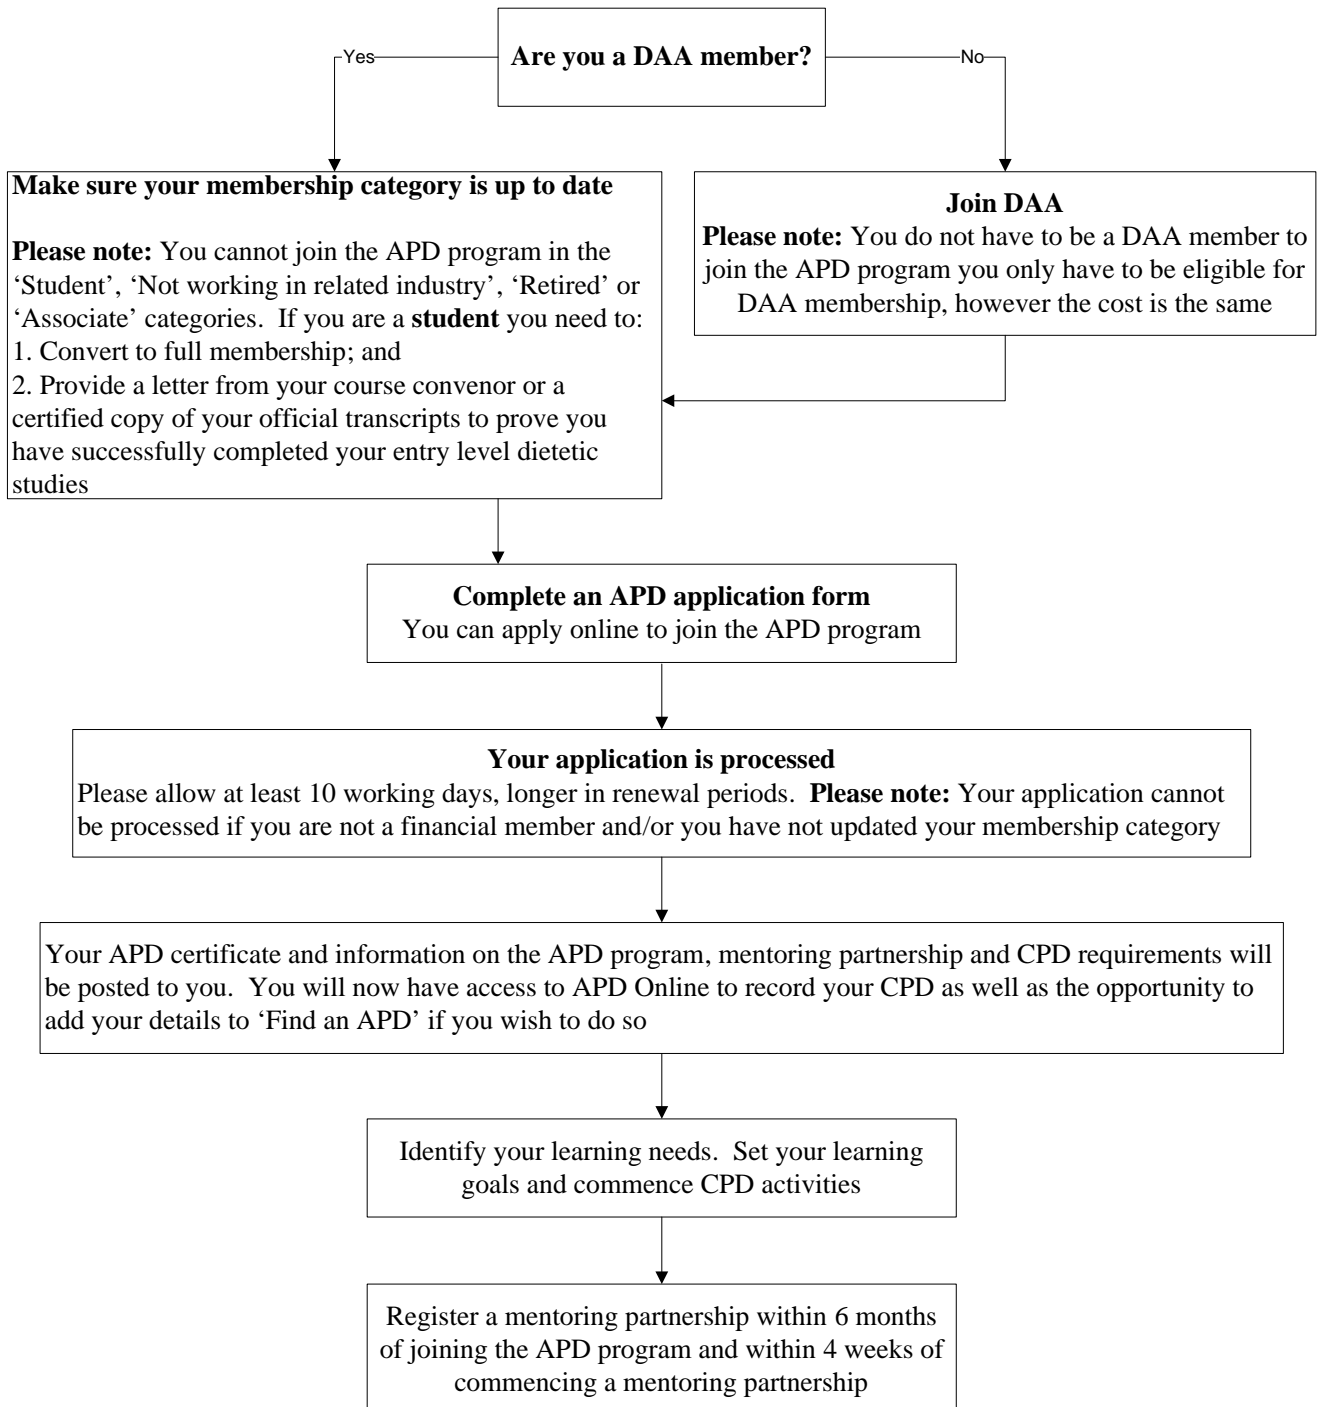 Are you a DAA member?
Yes
No
Make sure your membership category is up to date
Please note: You cannot join the APD program in the
‘Student’, ‘Not working in related industry’, ‘Retired’ or
‘Associate’ categories.  If you are a student you need to:
1. Convert to full membership; and
2. Provide a letter from your course convenor or a
certified copy of your official transcripts to prove you
have successfully completed your entry level dietetic
studies
Join DAA
Please note: You do not have to be a DAA member to
join the APD program you only have to be eligible for
DAA membership, however the cost is the same
Complete an APD application form
You can apply online to join the APD program
Your application is processed
Please allow at least 10 working days, longer in renewal periods.  Please note: Your application cannot
be processed if you are not a financial member and/or you have not updated your membership category
Your APD certificate and information on the APD program, mentoring partnership and CPD requirements will
be posted to you.  You will now have access to APD Online to record your CPD as well as the opportunity to
add your details to ‘Find an APD’ if you wish to do so
Identify your learning needs.  Set your learning
goals and commence CPD activities
Register a mentoring partnership within 6 months
of joining the APD program and within 4 weeks of
commencing a mentoring partnership